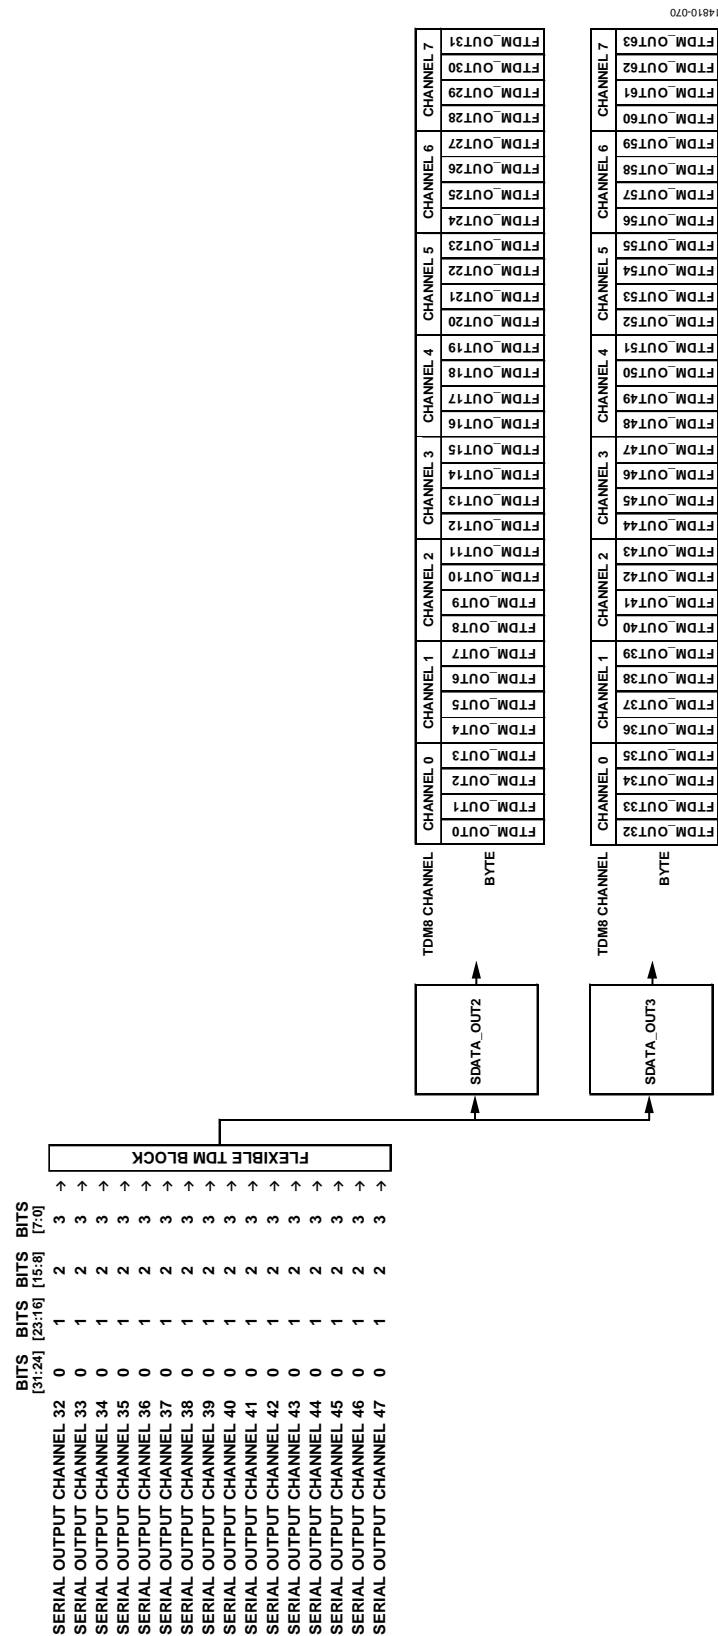 BITS [31:24] BITS [23:16] BITS [15:8] BITS [7:0]
SERIAL OUTPUT CHANNEL 32 0 1 2 3 →
SERIAL OUTPUT CHANNEL 33 0 1 2 3 →
SERIAL OUTPUT CHANNEL 34 0 1 2 3 →
SERIAL OUTPUT CHANNEL 35 0 1 2 3 →
SERIAL OUTPUT CHANNEL 36 0 1 2 3 →
SERIAL OUTPUT CHANNEL 37 0 1 2 3 →
SERIAL OUTPUT CHANNEL 38 0 1 2 3 →
SERIAL OUTPUT CHANNEL 39 0 1 2 3 →
SERIAL OUTPUT CHANNEL 40 0 1 2 3 →
SERIAL OUTPUT CHANNEL 41 0 1 2 3 →
SERIAL OUTPUT CHANNEL 42 0 1 2 3 →
SERIAL OUTPUT CHANNEL 43 0 1 2 3 →
SERIAL OUTPUT CHANNEL 44 0 1 2 3 →
SERIAL OUTPUT CHANNEL 45 0 1 2 3 →
SERIAL OUTPUT CHANNEL 46 0 1 2 3 →
SERIAL OUTPUT CHANNEL 47 0 1 2 3 →
FLEXIBLE TDM BLOCK
SDATA_OUT2
TDM8 CHANNEL
CHANNEL 0
CHANNEL 1
CHANNEL 2
CHANNEL 3
CHANNEL 4
CHANNEL 5
CHANNEL 6
CHANNEL 7
BYTE
FTDM_OUT0
FTDM_OUT1
FTDM_OUT2
FTDM_OUT3
FTDM_OUT4
FTDM_OUT5
FTDM_OUT6
FTDM_OUT7
FTDM_OUT8
FTDM_OUT9
FTDM_OUT10
FTDM_OUT11
FTDM_OUT12
FTDM_OUT13
FTDM_OUT14
FTDM_OUT15
FTDM_OUT16
FTDM_OUT17
FTDM_OUT18
FTDM_OUT19
FTDM_OUT20
FTDM_OUT21
FTDM_OUT22
FTDM_OUT23
FTDM_OUT24
FTDM_OUT25
FTDM_OUT26
FTDM_OUT27
FTDM_OUT28
FTDM_OUT29
FTDM_OUT30
FTDM_OUT31
SDATA_OUT3
TDM8 CHANNEL
CHANNEL 0
CHANNEL 1
CHANNEL 2
CHANNEL 3
CHANNEL 4
CHANNEL 5
CHANNEL 6
CHANNEL 7
BYTE
FTDM_OUT32
FTDM_OUT33
FTDM_OUT34
FTDM_OUT35
FTDM_OUT36
FTDM_OUT37
FTDM_OUT38
FTDM_OUT39
FTDM_OUT40
FTDM_OUT41
FTDM_OUT42
FTDM_OUT43
FTDM_OUT44
FTDM_OUT45
FTDM_OUT46
FTDM_OUT47
FTDM_OUT48
FTDM_OUT49
FTDM_OUT50
FTDM_OUT51
FTDM_OUT52
FTDM_OUT53
FTDM_OUT54
FTDM_OUT55
FTDM_OUT56
FTDM_OUT57
FTDM_OUT58
FTDM_OUT59
FTDM_OUT60
FTDM_OUT61
FTDM_OUT62
FTDM_OUT63
14810-070